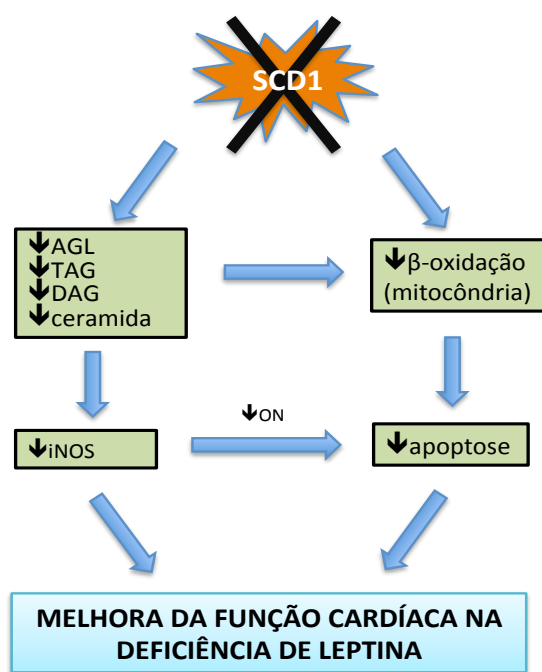 SCD1
🡻AGL
🡻TAG
🡻DAG
🡻ceramida
🡻β-oxidação
(mitocôndria)
🡻ON
🡻iNOS
🡻apoptose
MELHORA DA FUNÇÃO CARDÍACA NA
DEFICIÊNCIA DE LEPTINA